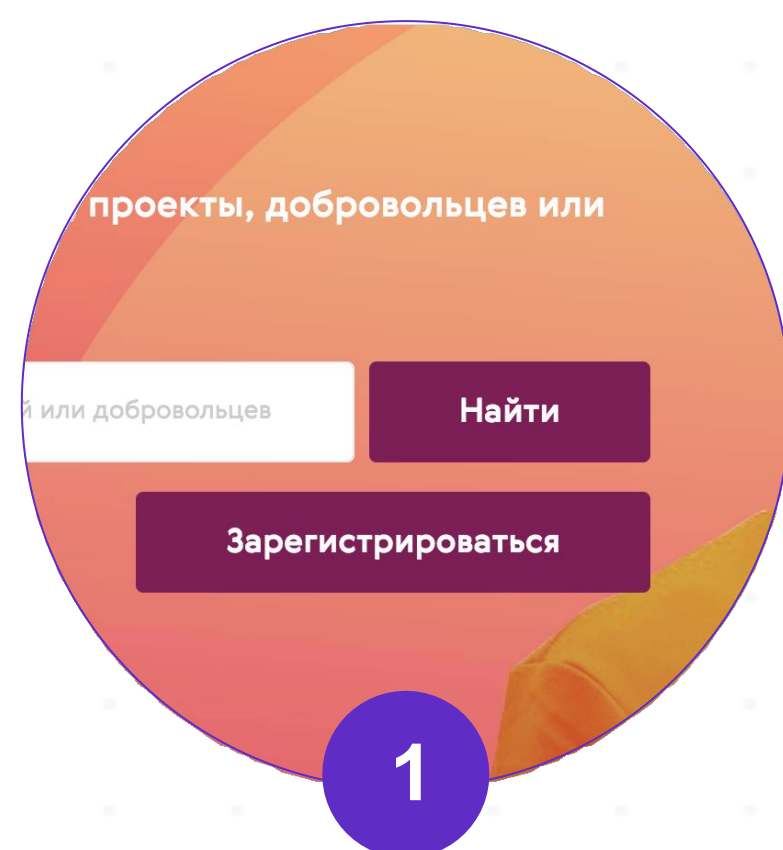 проекты, добровольцев или
й или добровольцев
Найти
Зарегистрироваться
1